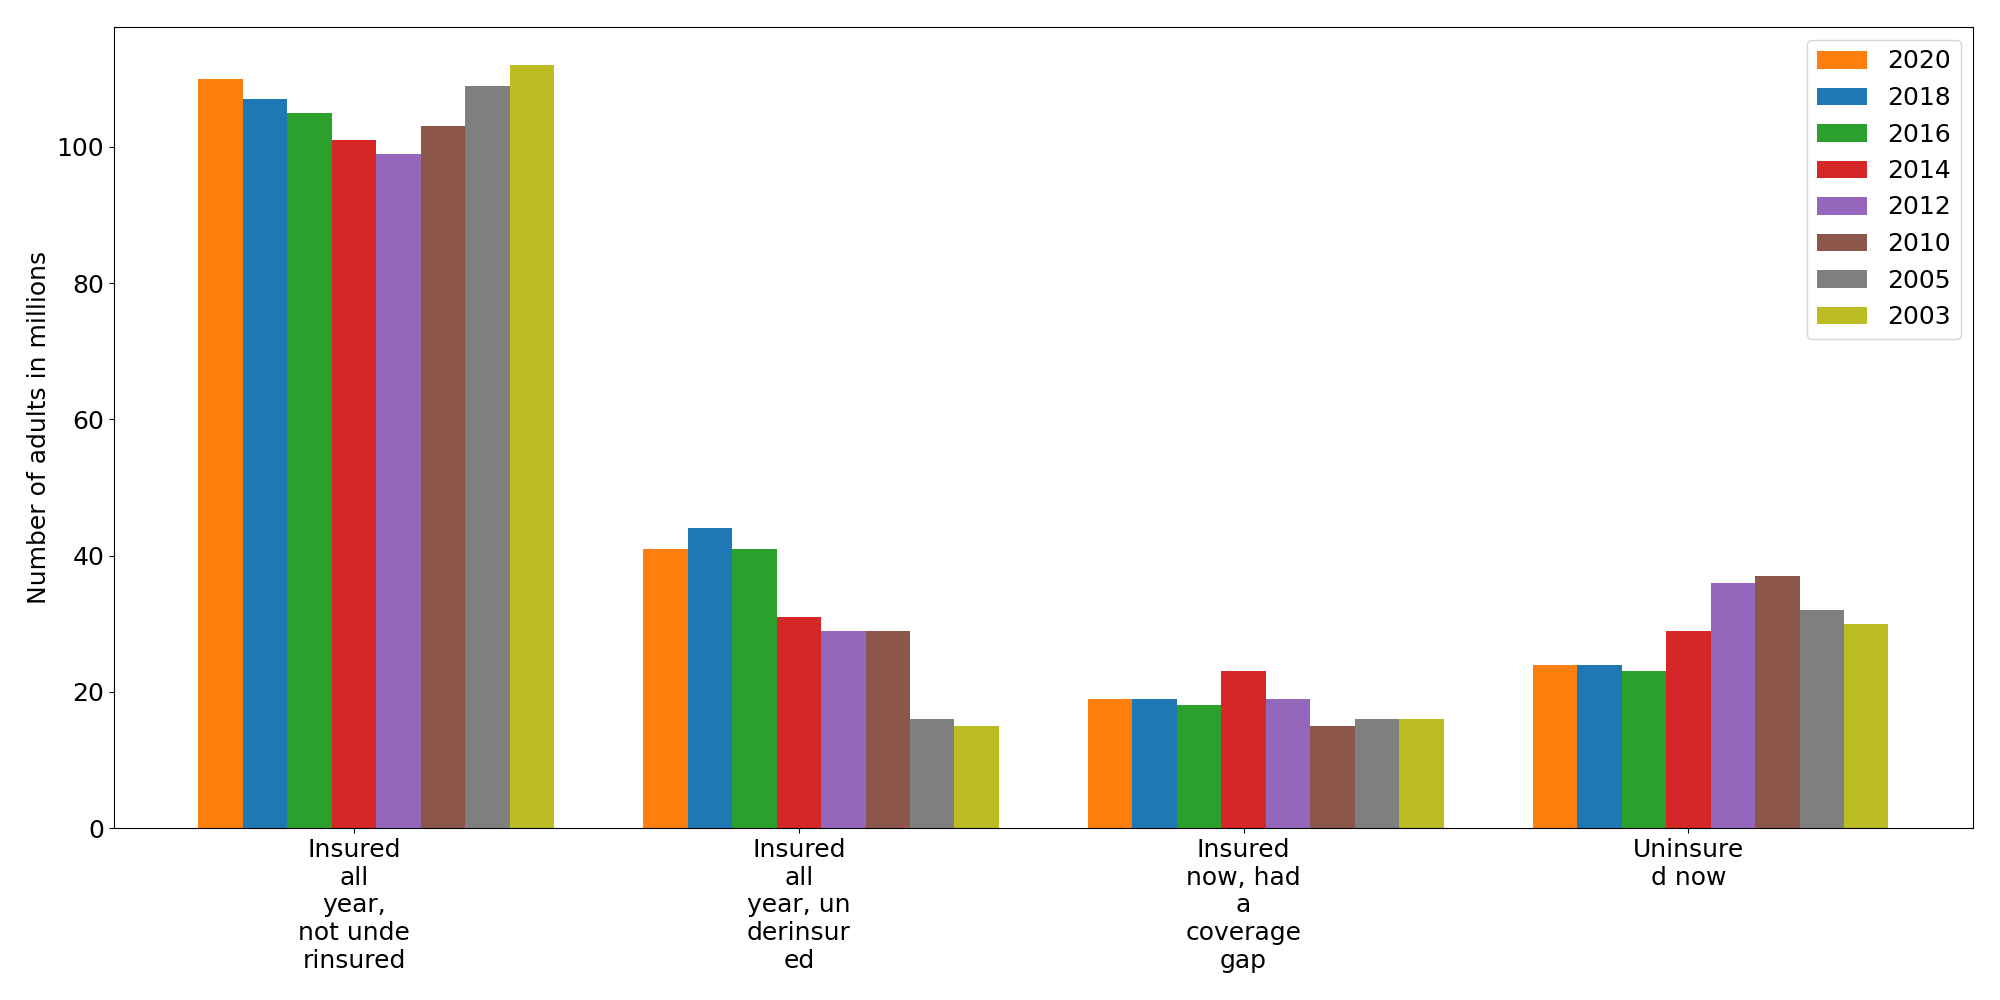 Number of adults in millions
100
80
60
40
20
0
2020
2018
2016
2014
2012
2010
2005
2003
Insured
all
year,
not unde
rinsured
Insured
all
year, un
derinsur
ed
Insured
now, had
a
coverage
gap
Uninsure
d now